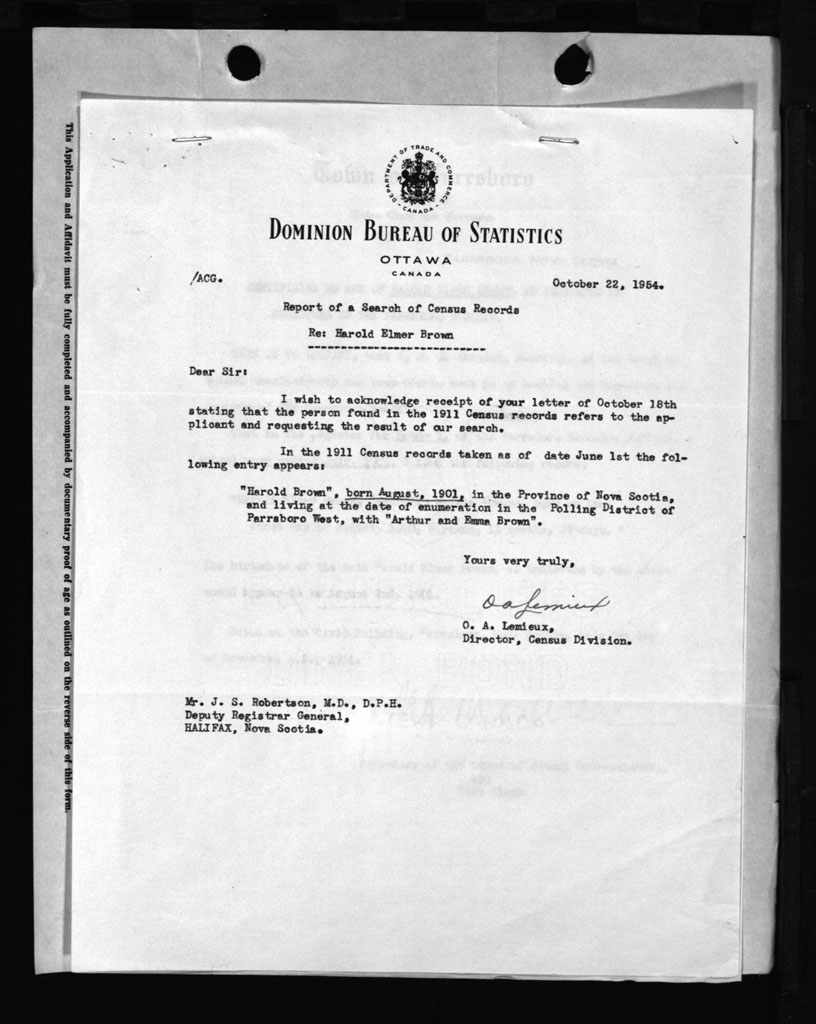 This Application and Affidavit must be fully completed and accompanied by documentary proof of age as outlined on the reverse side of this form.
DEPARTMENT OF TRADE AND COMMERCE
CANADA
DOMINION BUREAU OF STATISTICS
OTTAWA
CANADA
/ACG.
October 22, 1954.
Report of a Search of Census Records
Re: Harold Elmer Brown
Dear Sir:
I wish to acknowledge receipt of your letter of October 18th
stating that the person found in the 1911 Census records refers to the ap-
plicant and requesting the result of our search.
In the 1911 Census records taken as of date June 1st the fol-
lowing entry appears:
"Harold Brown", born August, 1901, in the Province of Nova Scotia,
and living at the date of enumeration in the Polling District of
Parrsboro West, with "Arthur and Emma Brown".
Yours very truly,
O A Lemieux
O. A. Lemieux,
Director, Census Division.
Mr. J. S. Robertson, M.D., D.P.H.
Deputy Registrar General,
HALIFAX, Nova Scotia.